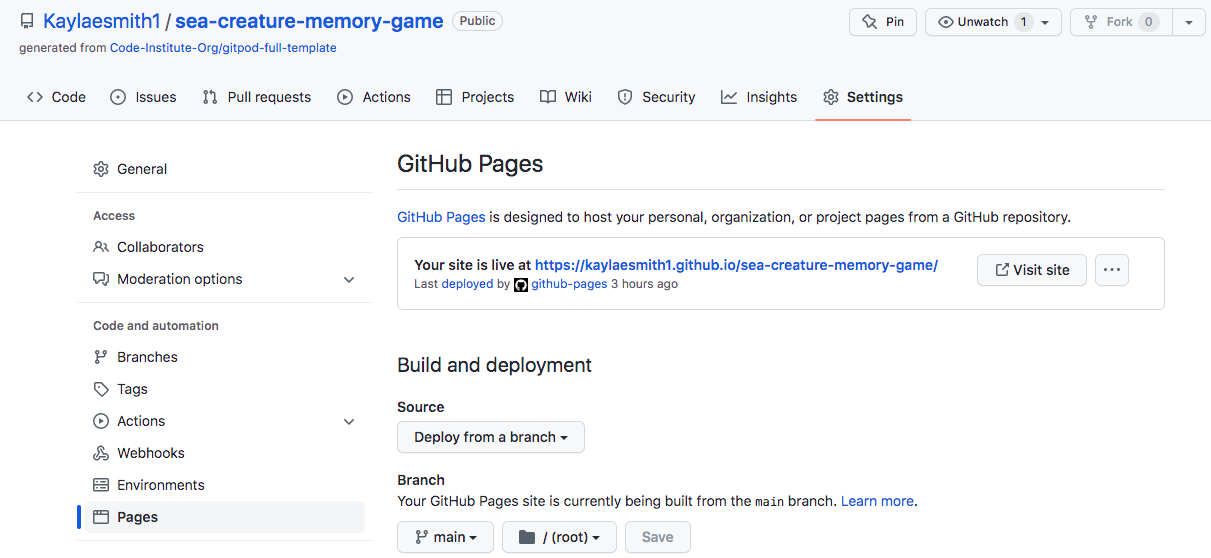 Kaylaesmith1 / sea-creature-memory-game Public Pin Unwatch 1 Fork 0
generated from Code-Institute-Org/gitpod-full-template
Code Issues Pull requests Actions Projects Wiki Security Insights Settings
General
Access
Collaborators
Moderation options
Code and automation
Branches
Tags
Actions
Webhooks
Environments
Pages
GitHub Pages
GitHub Pages is designed to host your personal, organization, or project pages from a GitHub repository.
Your site is live at https://kaylaesmith1.github.io/sea-creature-memory-game/
Last deployed by github-pages 3 hours ago
Visit site ...
Build and deployment
Source
Deploy from a branch
Branch
Your GitHub Pages site is currently being built from the main branch. Learn more.
main / (root) Save